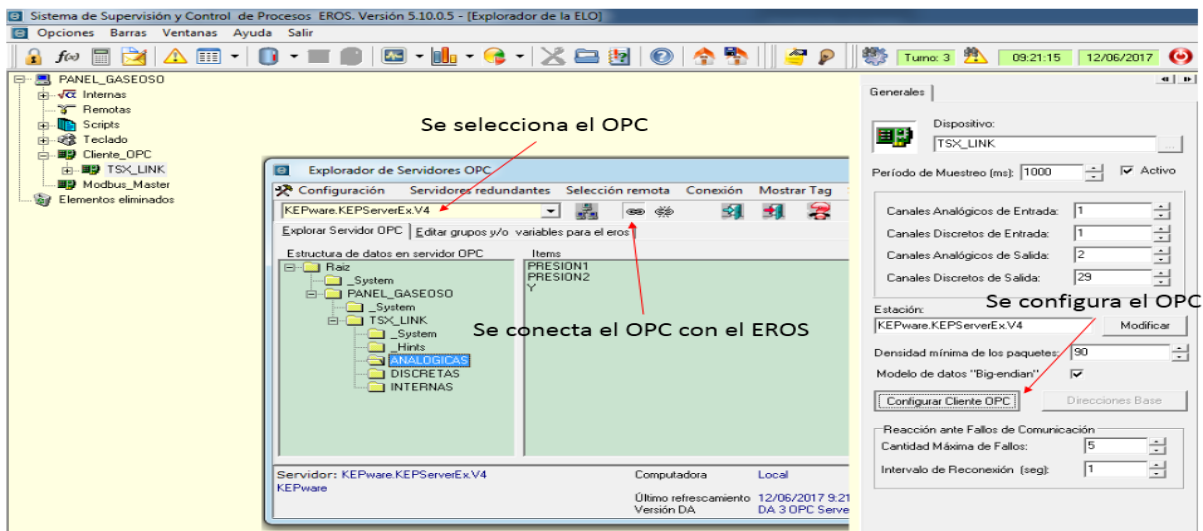 Sistema de Supervisión y Control de Procesos EROS. Versión 5.10.0.5 - [Explorador de la ELO]
Opciones Barras Ventanas Ayuda Salir
f(x)
Turno: 3
09:21:15
12/06/2017
PANEL_GASEOSO
Internas
Remotas
Scripts
Teclado
Cliente_OPC
TSX_LINK
Modbus_Master
Elementos eliminados
Se selecciona el OPC
Explorador de Servidores OPC
Configuración Servidores redundantes Selección remota Conexión Mostrar Tag
KEPware.KEPServerEx.V4
Explorar Servidor OPC
Editar grupos y/o variables para el eros
Estructura de datos en servidor OPC
Raiz
_System
PANEL_GASEOSO
_System
TSX_LINK
_System
_Hints
ANALOGICAS
DISCRETAS
INTERNAS
Items
PRESION1
PRESION2
Y
Se conecta el OPC con el EROS
Servidor: KEPware.KEPServerEx.V4
KEPware
Computadora Local
Último refrescamiento 12/06/2017 9:21
Versión DA DA 3 OPC Serve
Generales
Dispositivo:
TSX_LINK
...
Período de Muestreo (ms): 1000
Activo
Canales Analógicos de Entrada: 1
Canales Discretos de Entrada: 1
Canales Analógicos de Salida: 2
Canales Discretos de Salida: 29
Se configura el OPC
Estación:
KEPware.KEPServerEx.V4
Modificar
Densidad mínima de los paquetes: 90
Modelo de datos "Big-endian"
Configurar Cliente OPC
Direcciones Base
Reacción ante Fallos de Comunicación
Cantidad Máxima de Fallos: 5
Intervalo de Reconexión (seg): 1